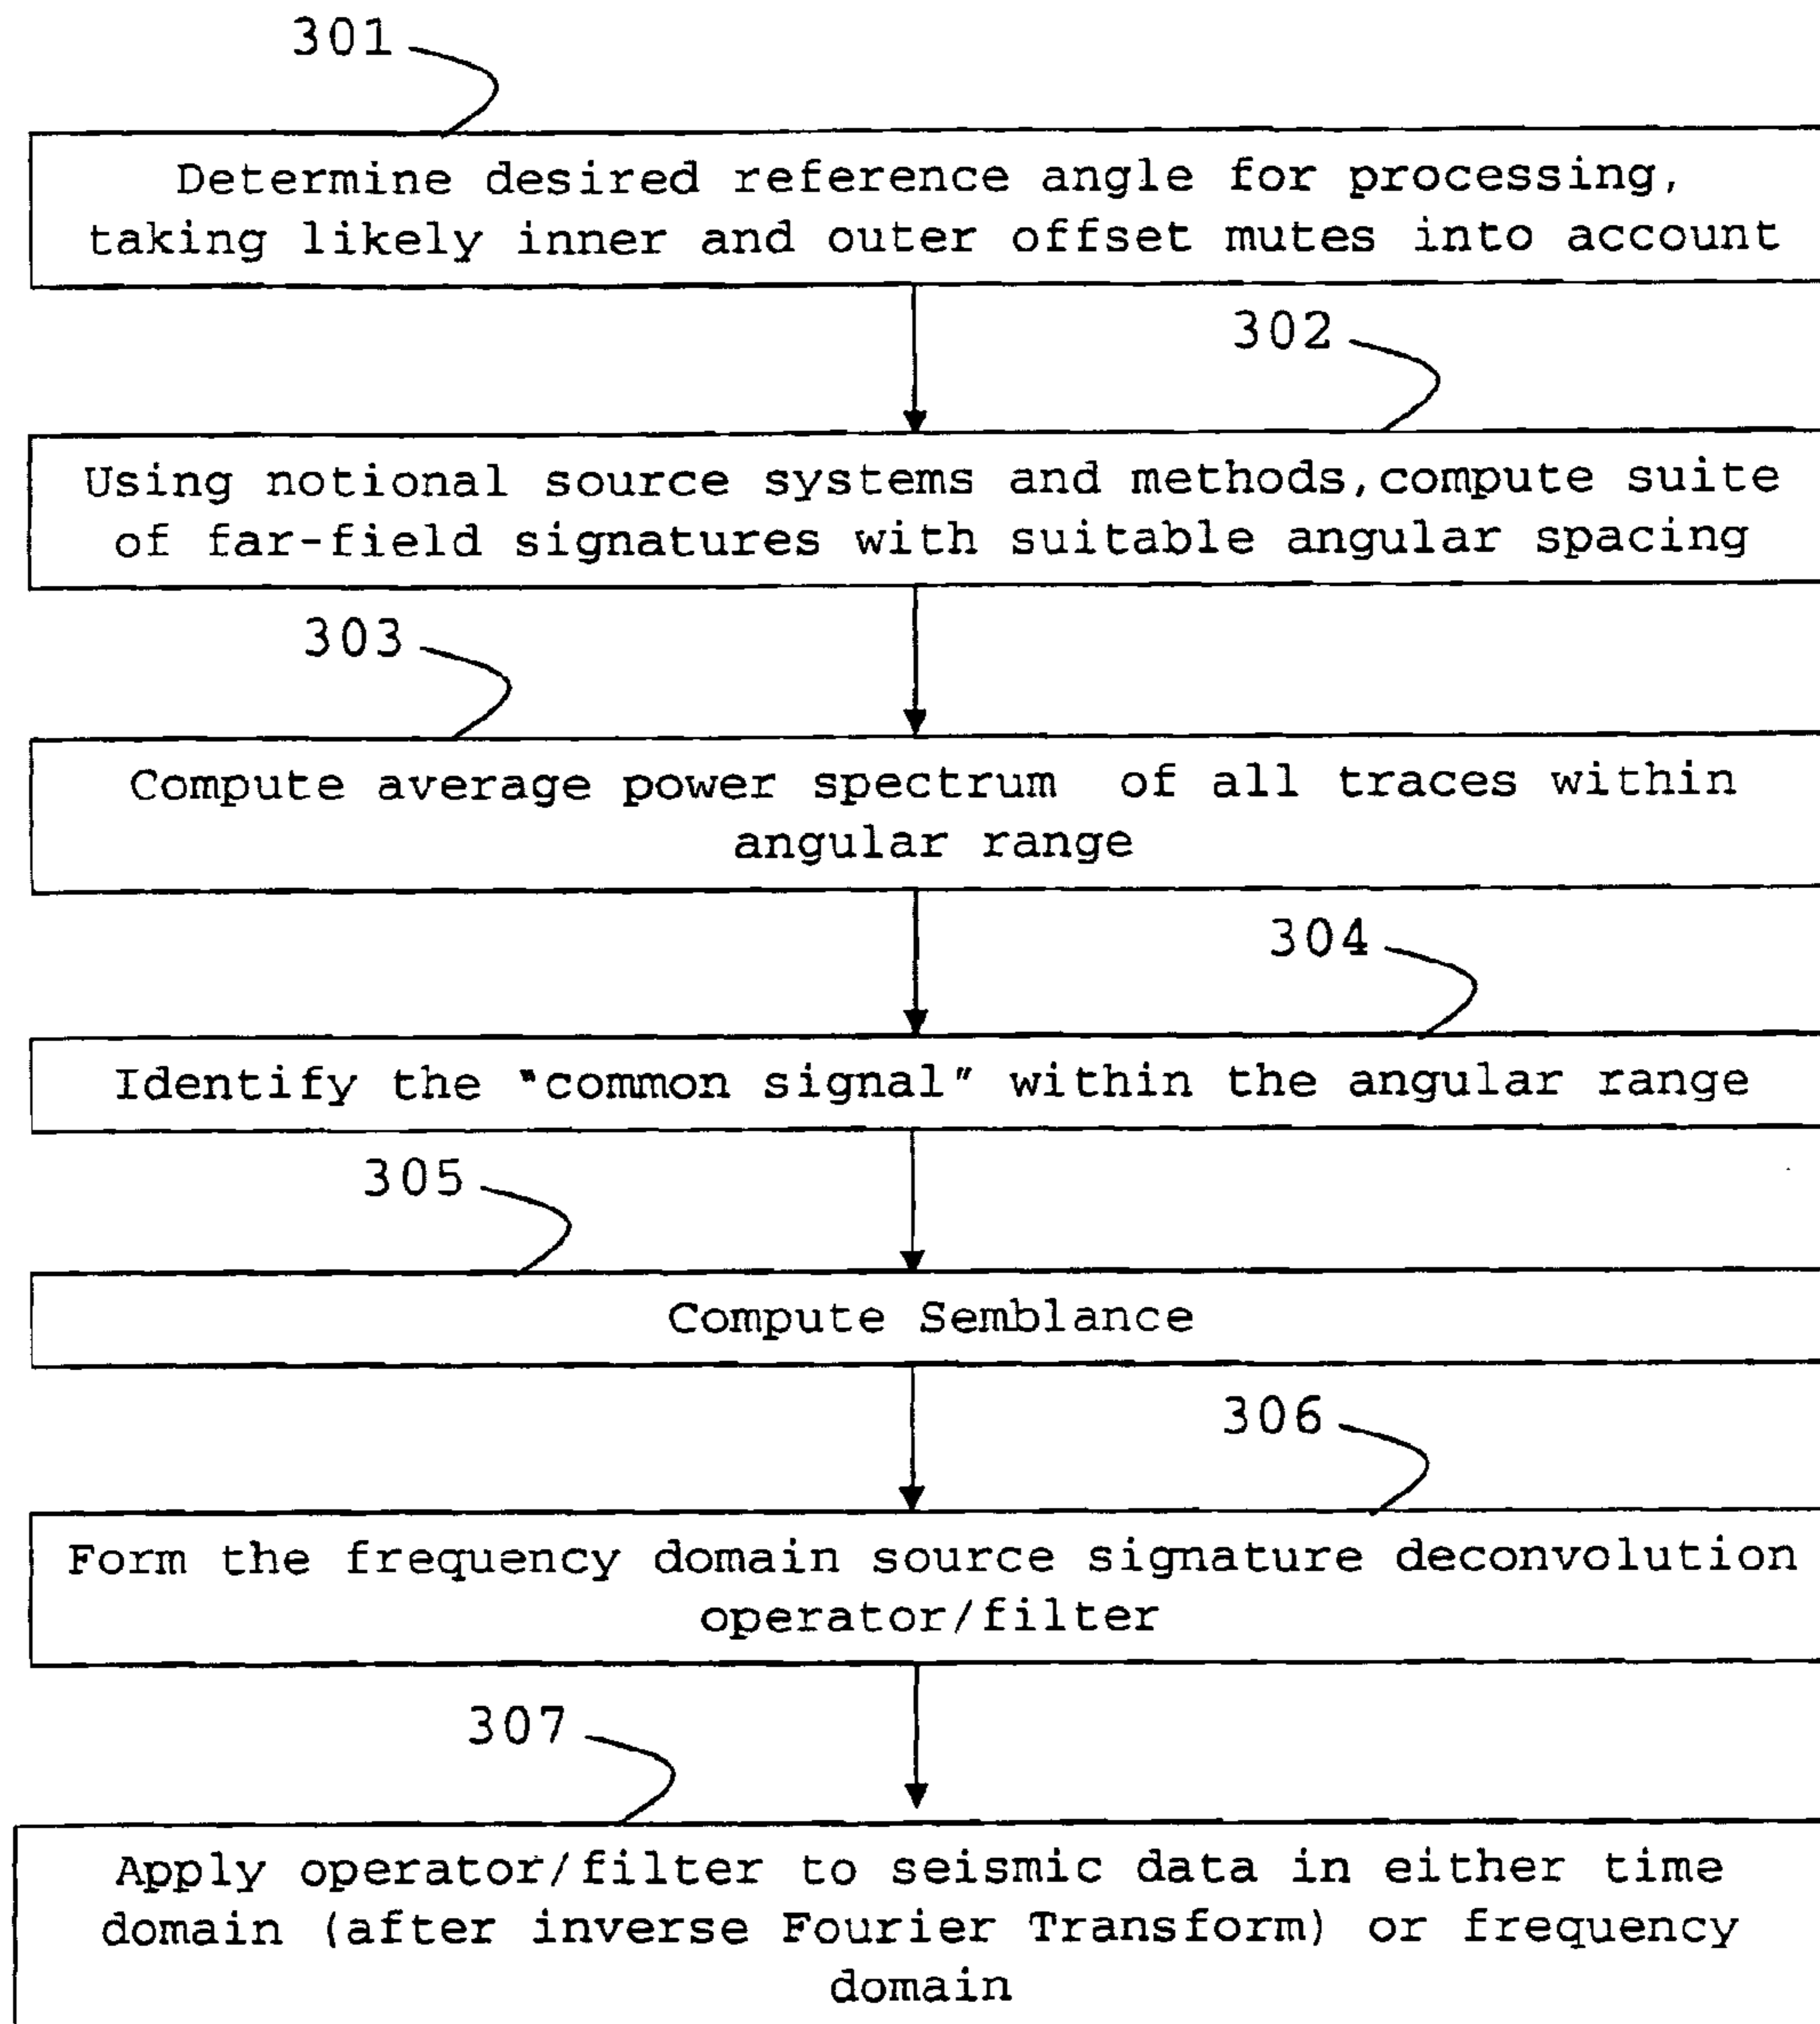 301
Determine desired reference angle for processing,
taking likely inner and outer offset mutes into account
302
Using notional source systems and methods, compute suite
of far-field signatures with suitable angular spacing
303
Compute average power spectrum of all traces within
angular range
304
Identify the "common signal" within the angular range
305
Compute Semblance
306
Form the frequency domain source signature deconvolution
operator/filter
307
Apply operator/filter to seismic data in either time
domain (after inverse Fourier Transform) or frequency
domain